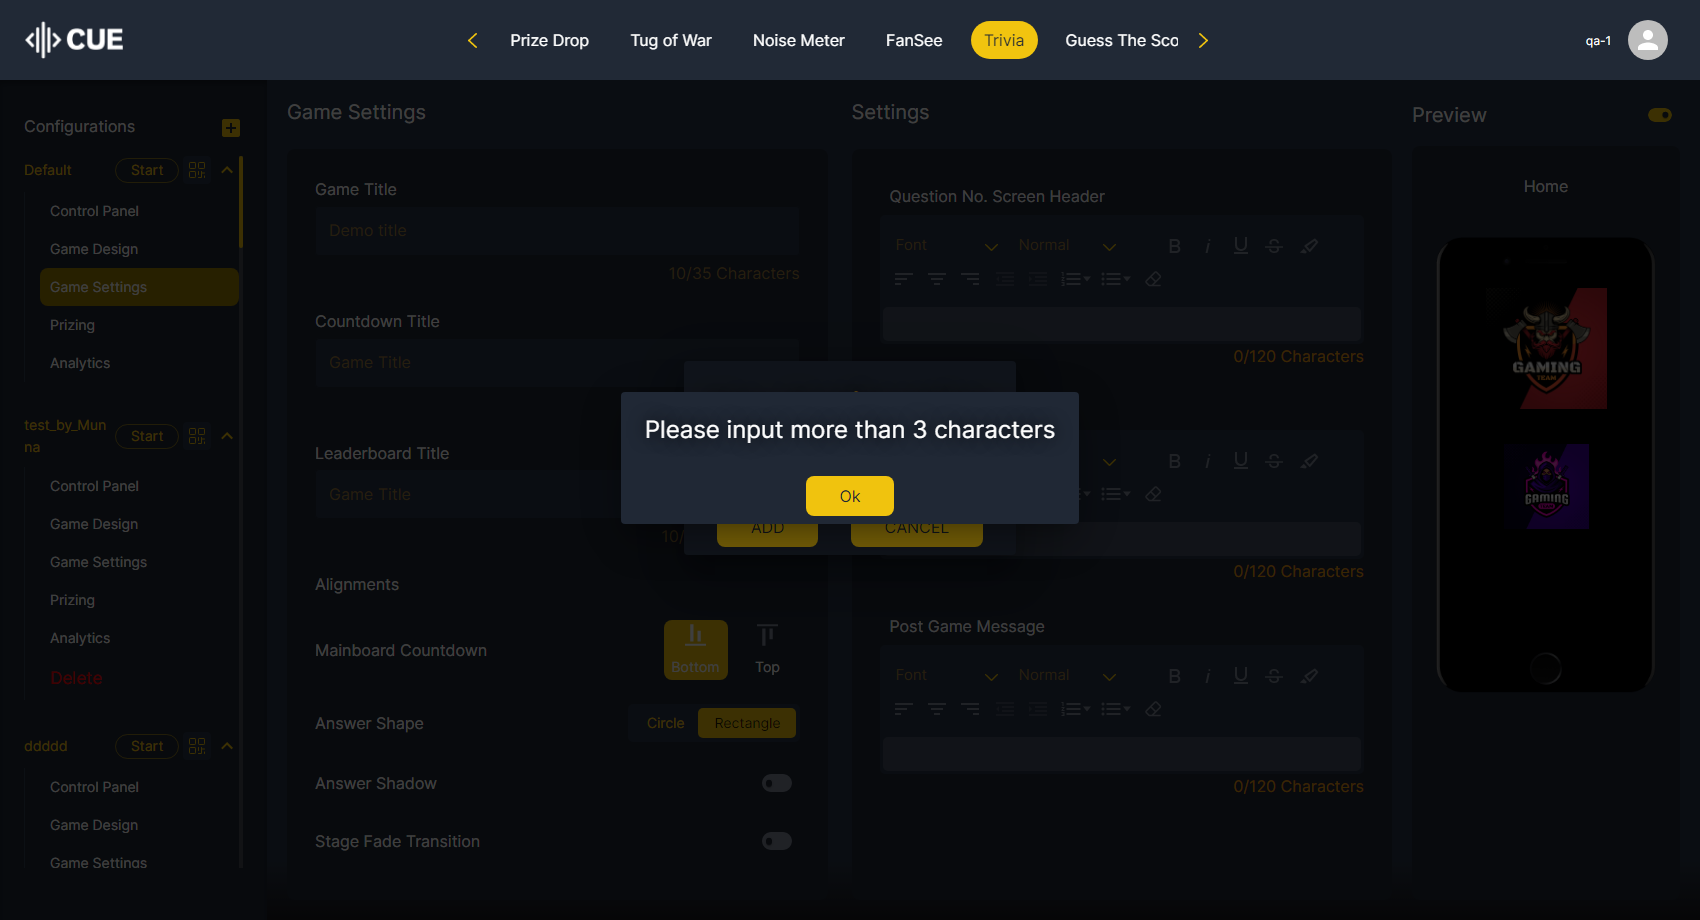 CUE
Prize Drop
Tug of War
Noise Meter
FanSee
Trivia
Guess The Sco
qa-1
Configurations
Default
Start
Control Panel
Game Design
Game Settings
Prizing
Analytics
test_by_Mun
na
Start
Control Panel
Game Design
Game Settings
Prizing
Analytics
Delete
ddddd
Start
Control Panel
Game Design
Game Settings
Game Settings
Game Title
Demo title
10/35 Characters
Countdown Title
Game Title
Leaderboard Title
Game Title
10/
Alignments
Mainboard Countdown
Bottom
Top
Answer Shape
Circle
Rectangle
Answer Shadow
Stage Fade Transition
Please input more than 3 characters
Ok
ADD
CANCEL
Settings
Question No. Screen Header
Font
Normal
0/120 Characters
0/120 Characters
Post Game Message
Font
Normal
0/120 Characters
Preview
Home
GAMING
TEAM
GAMING